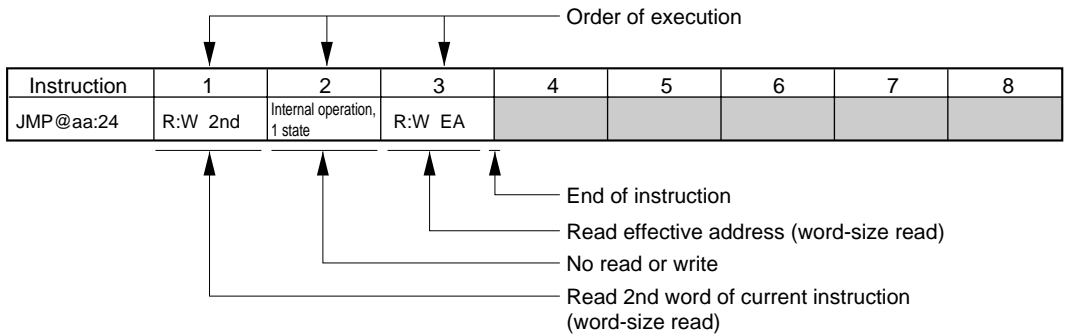 Order of execution
Instruction 1 2 3 4 5 6 7 8
JMP@aa:24 R:W 2nd Internal operation, 1 state R:W EA
End of instruction
Read effective address (word-size read)
No read or write
Read 2nd word of current instruction
(word-size read)